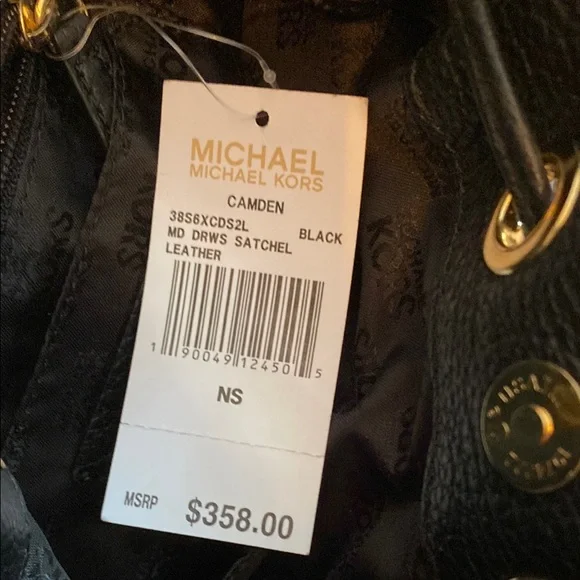 MICHAEL
MICHAEL KORS
CAMDEN
38S6XCDS2L BLACK
MD DRWS SATCHEL
LEATHER
1 90049 12450 5
NS
MSRP $358.00